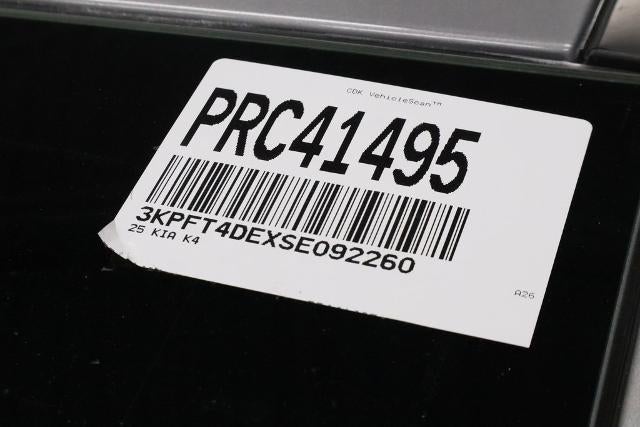 CDK VehicleScan™
PRC41495
3KPFT4DEXSE092260
25 KIA K4
A26